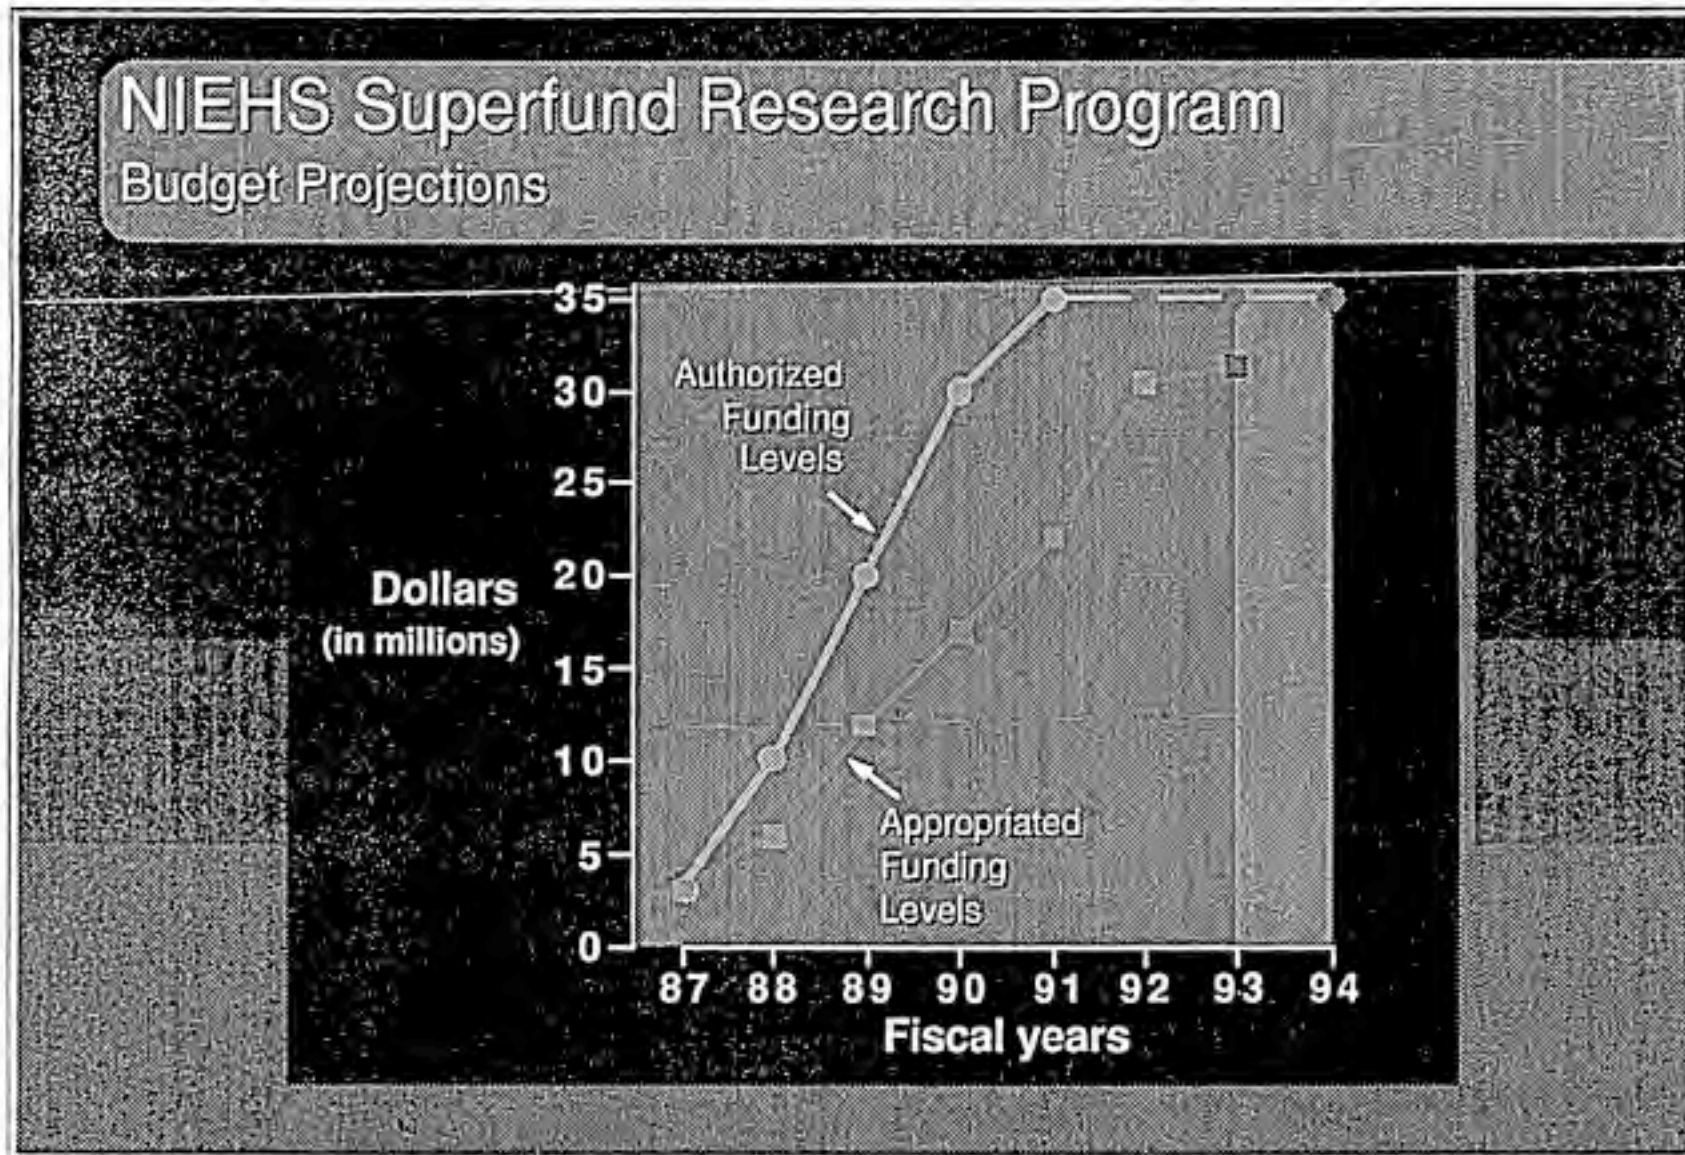 NIEHS Superfund Research Program
Budget Projections
35
30
25
20
15
10
5
0
Dollars
(in millions)
Authorized
Funding
Levels
Appropriated
Funding
Levels
87 88 89 90 91 92 93 94
Fiscal years